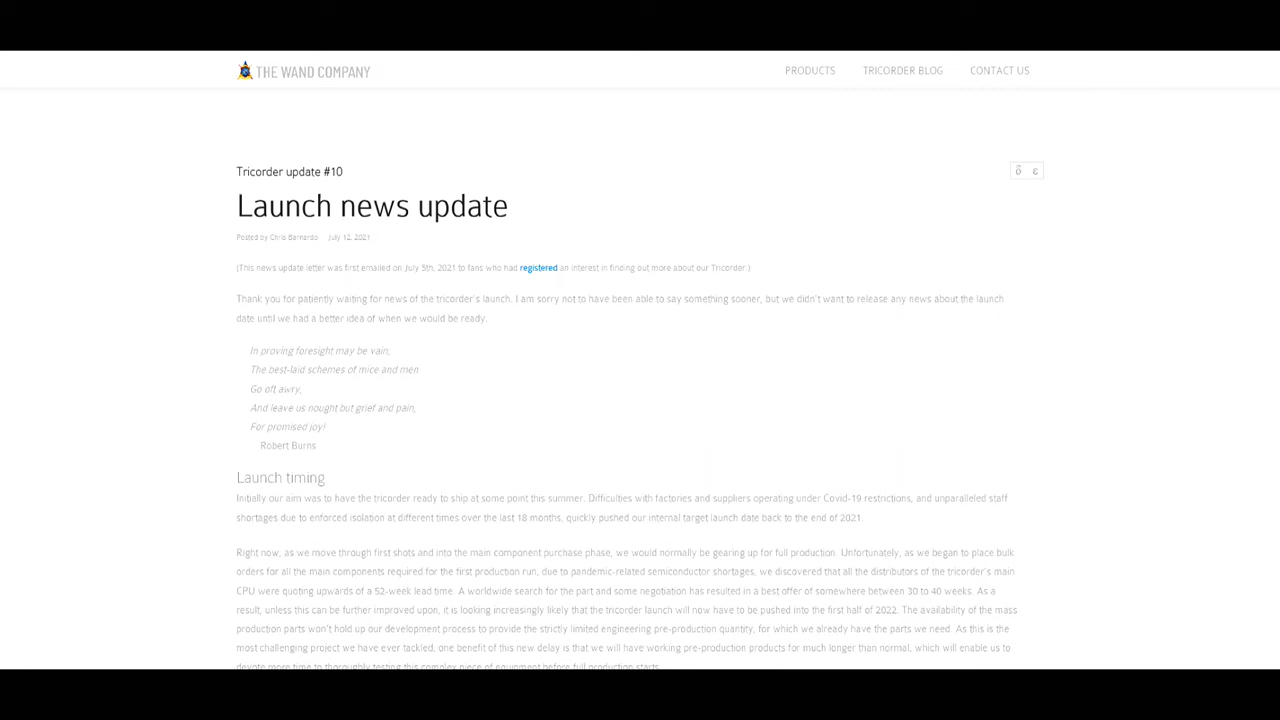 THE WAND COMPANY
PRODUCTS TRICORDER BLOG CONTACT US
Tricorder update #10
Launch news update
Posted by Chris Barnardo July 12, 2021
(This news update letter was first emailed on July 5th, 2021 to fans who had registered an interest in finding out more about our Tricorder.)
Thank you for patiently waiting for news of the tricorder's launch. I am sorry not to have been able to say something sooner, but we didn't want to release any news about the launch
date until we had a better idea of when we would be ready.
In proving foresight may be vain;
The best-laid schemes of mice and men
Go oft awry,
And leave us nought but grief and pain,
For promised joy!
Robert Burns
Launch timing
Initially our aim was to have the tricorder ready to ship at some point this summer. Difficulties with factories and suppliers operating under Covid-19 restrictions, and unparalleled staff
shortages due to enforced isolation at different times over the last 18 months, quickly pushed our internal target launch date back to the end of 2021.
Right now, as we move through first shots and into the main component purchase phase, we would normally be gearing up for full production. Unfortunately, as we began to place bulk
orders for all the main components required for the first production run, due to pandemic-related semiconductor shortages, we discovered that all the distributors of the tricorder's main
CPU were quoting upwards of a 52-week lead time. A worldwide search for the part and some negotiation has resulted in a best offer of somewhere between 30 to 40 weeks. As a
result, unless this can be further improved upon, it is looking increasingly likely that the tricorder launch will now have to be pushed into the first half of 2022. The availability of the mass
production parts won't hold up our development process to provide the strictly limited engineering pre-production quantity, for which we already have the parts we need. As this is the
most challenging project we have ever tackled, one benefit of this new delay is that we will have working pre-production products for much longer than normal, which will enable us to
devote more time to thoroughly testing this complex piece of equipment before full production starts.